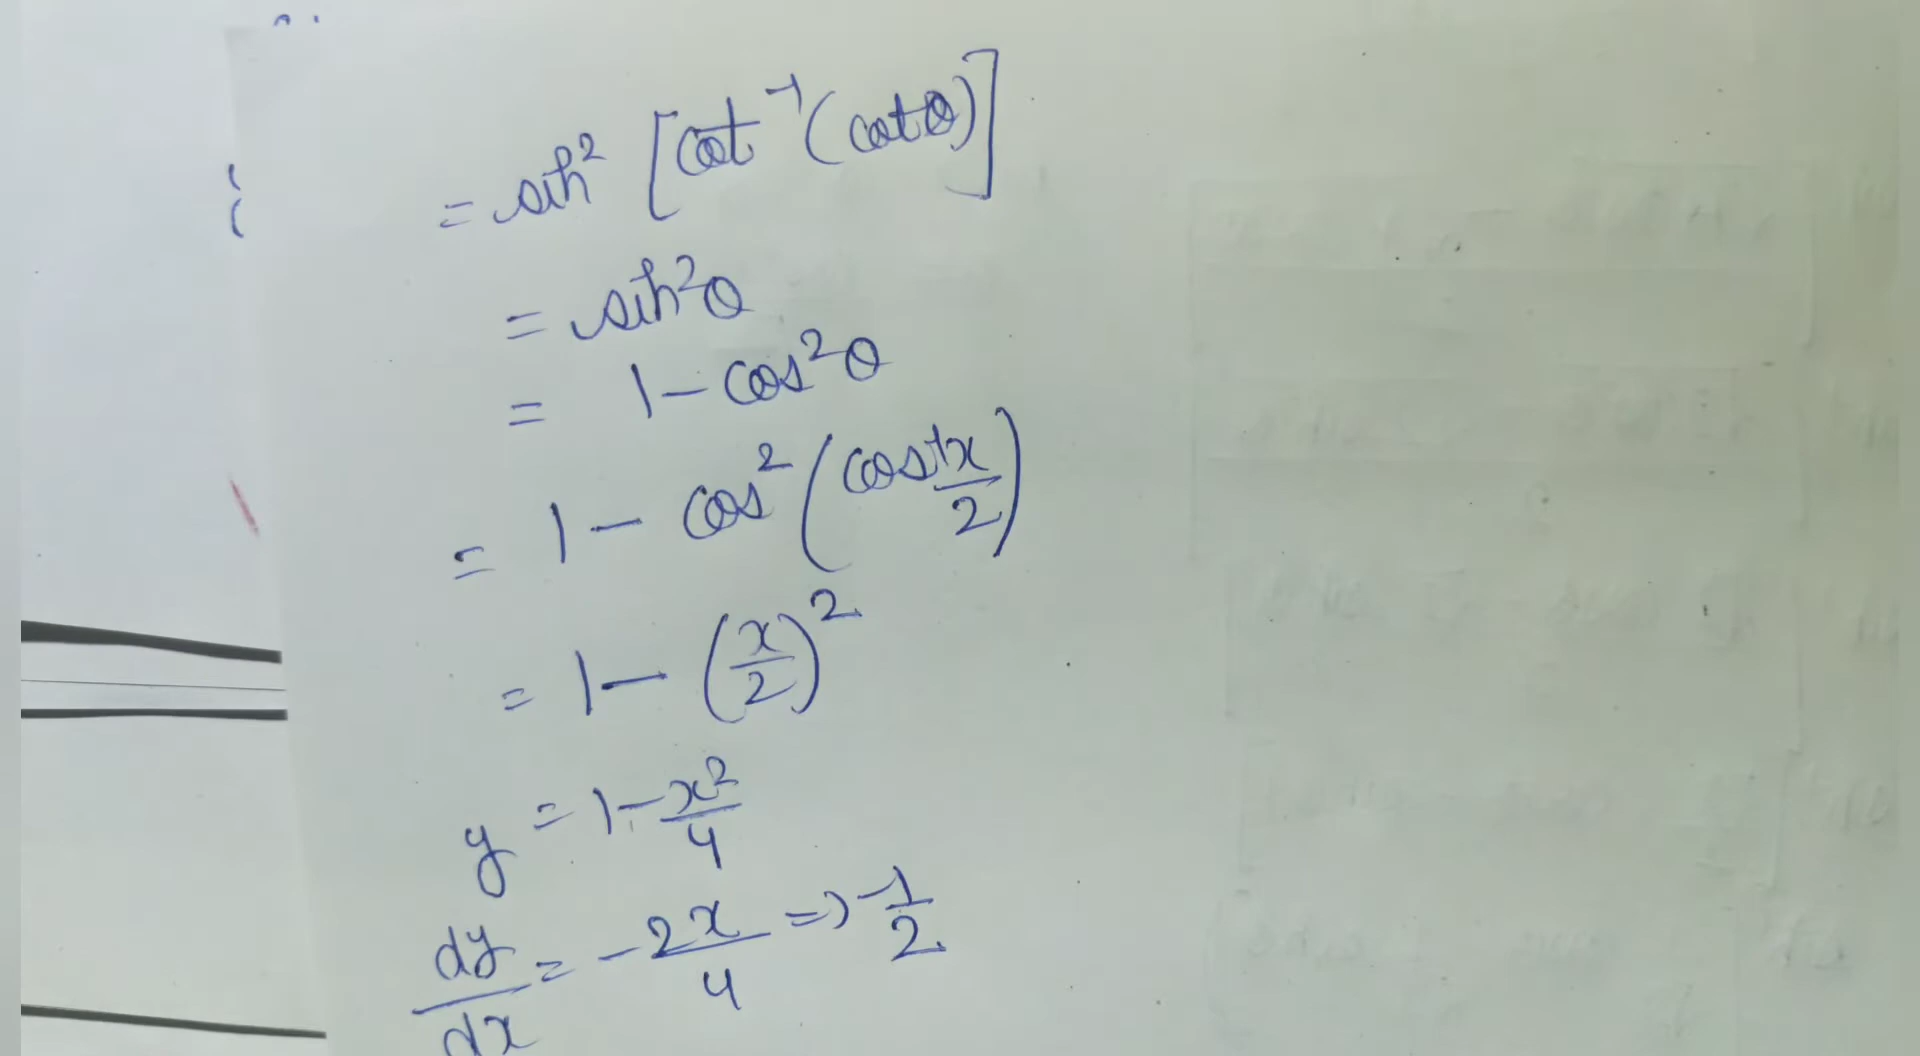 = sin² [cot⁻¹(cotθ)]
= sin²θ
= 1 - cos²θ
= 1 - cos² (cos⁻¹ x/2)
= 1 - (x/2)²
y = 1 - x²/4
dy/dx = -2x/4 => -1/2